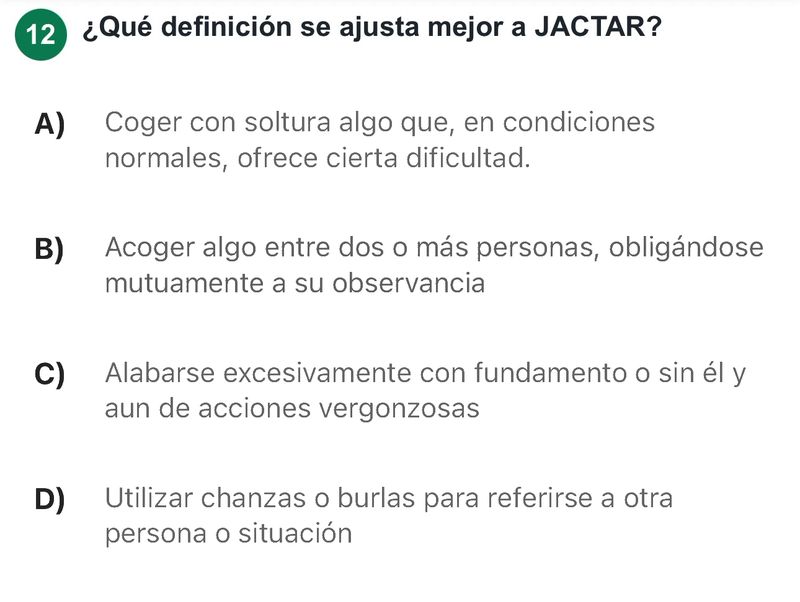 12 ¿Qué definición se ajusta mejor a JACTAR?
A) Coger con soltura algo que, en condiciones
normales, ofrece cierta dificultad.
B) Acoger algo entre dos o más personas, obligándose
mutuamente a su observancia
C) Alabarse excesivamente con fundamento o sin él y
aun de acciones vergonzosas
D) Utilizar chanzas o burlas para referirse a otra
persona o situación